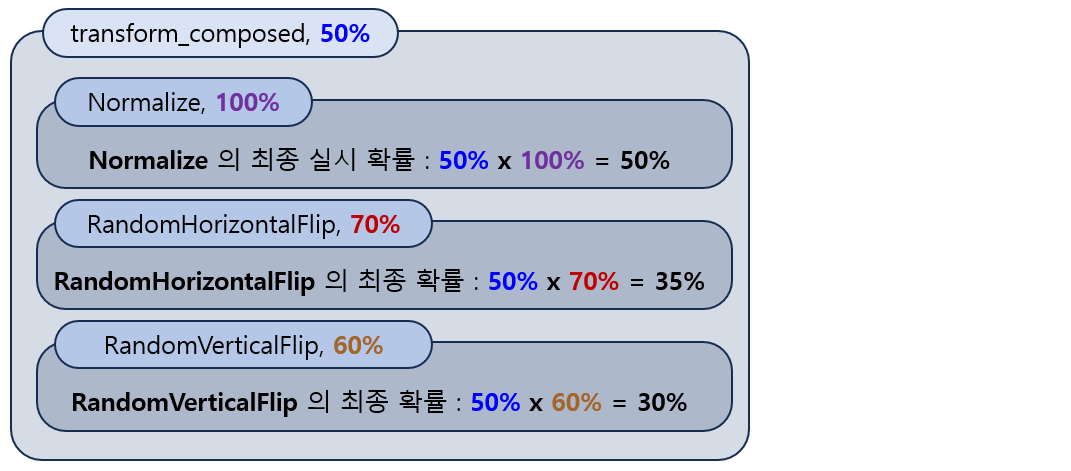 transform_composed, 50%
Normalize, 100%
Normalize 의 최종 실시 확률 : 50% x 100% = 50%
RandomHorizontalFlip, 70%
RandomHorizontalFlip 의 최종 확률 : 50% x 70% = 35%
RandomVerticalFlip, 60%
RandomVerticalFlip 의 최종 확률 : 50% x 60% = 30%